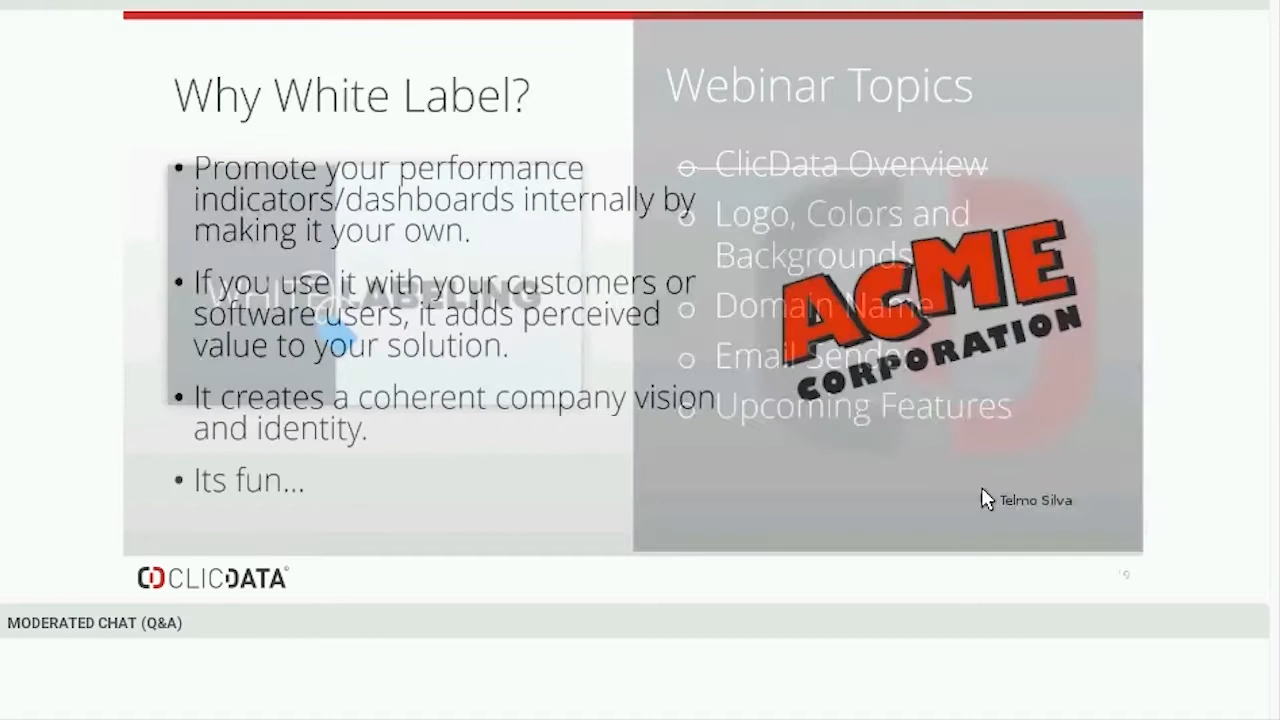 Why White Label?
• Promote your performance
indicators/dashboards internally by
making it your own.
• If you use it with your customers or
software users, it adds perceived
value to your solution.
• It creates a coherent company vision
and identity.
• Its fun...
LABELING
Webinar Topics
ClicData Overview
Logo, Colors and
Backgrounds
Domain Name
Email Sender
Upcoming Features
ACME
CORPORATION
Telmo Silva
CLICDATA
MODERATED CHAT (Q&A)